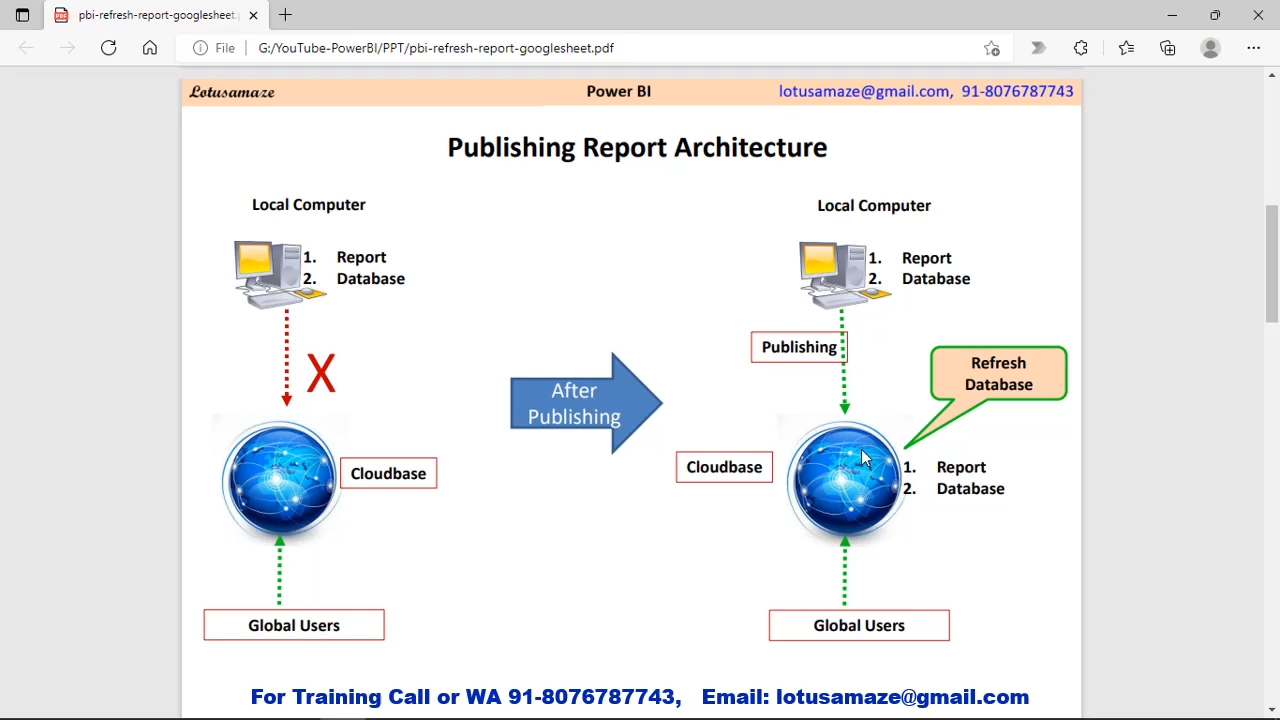 pbi-refresh-report-googlesheet.p
File
G:/YouTube-PowerBI/PPT/pbi-refresh-report-googlesheet.pdf
Lotusamaze
Power BI
lotusamaze@gmail.com, 91-8076787743
Publishing Report Architecture
Local Computer
1. Report
2. Database
X
Cloudbase
Global Users
After
Publishing
Local Computer
1. Report
2. Database
Publishing
Refresh
Database
Cloudbase
1. Report
2. Database
Global Users
For Training Call or WA 91-8076787743, Email: lotusamaze@gmail.com